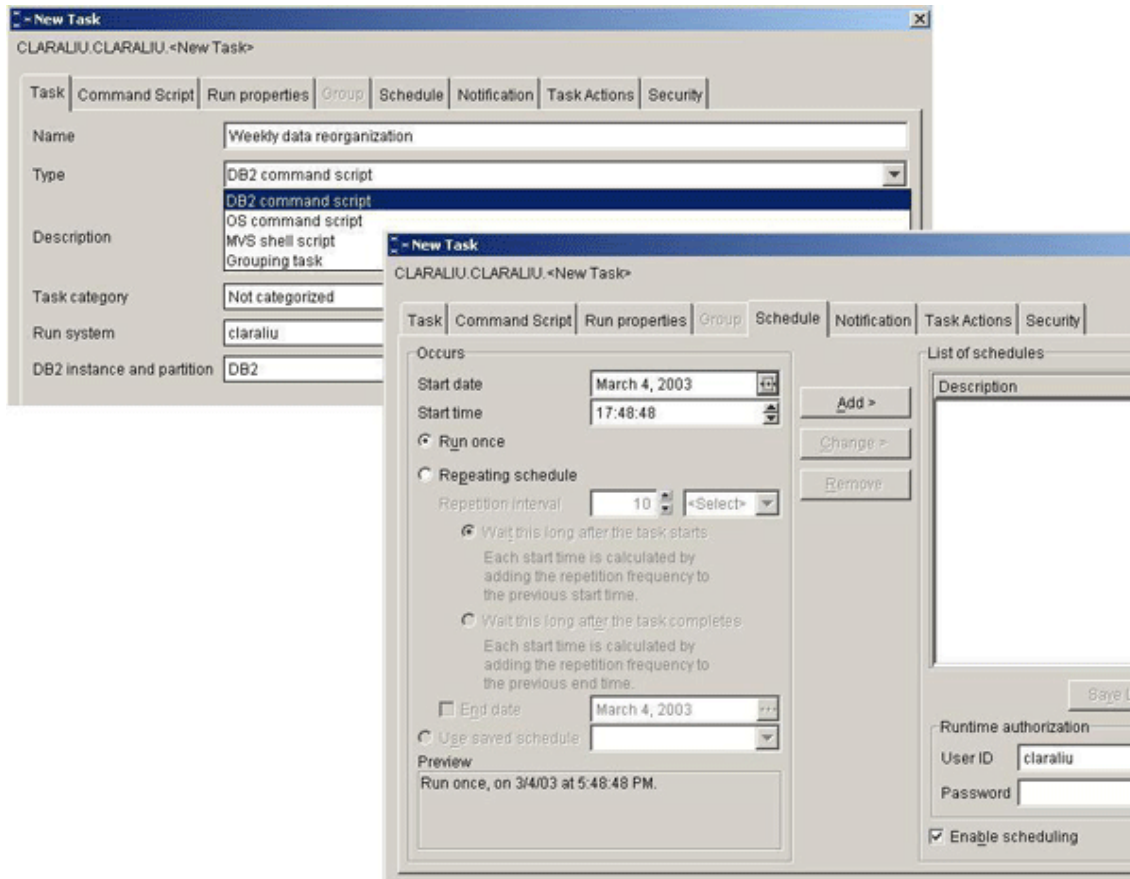 New Task
CLARALIU.CLARALIU.<New Task>
Task Command Script Run properties Group Schedule Notification Task Actions Security
Name Weekly data reorganization
Type DB2 command script
DB2 command script
OS command script
Description MVS shell script
Grouping task
Task category Not categorized
Run system claraliu
DB2 instance and partition DB2
New Task
CLARALIU.CLARALIU.<New Task>
Task Command Script Run properties Group Schedule Notification Task Actions Security
Occurs
Start date March 4, 2003
Start time 17:48:48
Run once
Repeating schedule
Repetition interval 10 <Select>
Wait this long after the task starts
Each start time is calculated by
adding the repetition frequency to
the previous start time.
Wait this long after the task completes
Each start time is calculated by
adding the repetition frequency to
the previous end time.
End date March 4, 2003
Use saved schedule
Preview
Run once, on 3/4/03 at 5:48:48 PM.
Add >
Change >
Remove
List of schedules
Description
Save
Runtime authorization
User ID claraliu
Password
Enable scheduling